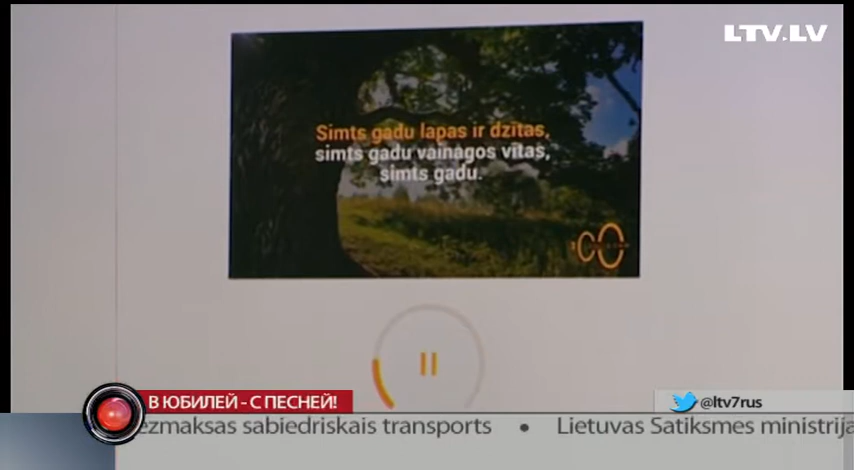 LTV.LV
Simts gadu lapas ir dzītas,
simts gadu vainagos vītas,
simts gadu.
В ЮБИЛЕЙ - С ПЕСНЕЙ!
@ltv7rus
ezmaksas sabiedriskais transports • Lietuvas Satiksmes ministrija